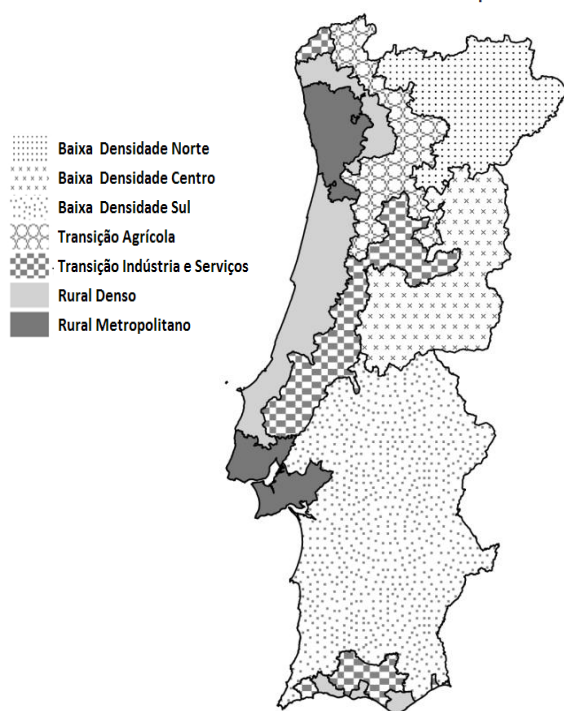 Baixa Densidade Norte
Baixa Densidade Centro
Baixa Densidade Sul
Transição Agrícola
Transição Indústria e Serviços
Rural Denso
Rural Metropolitano